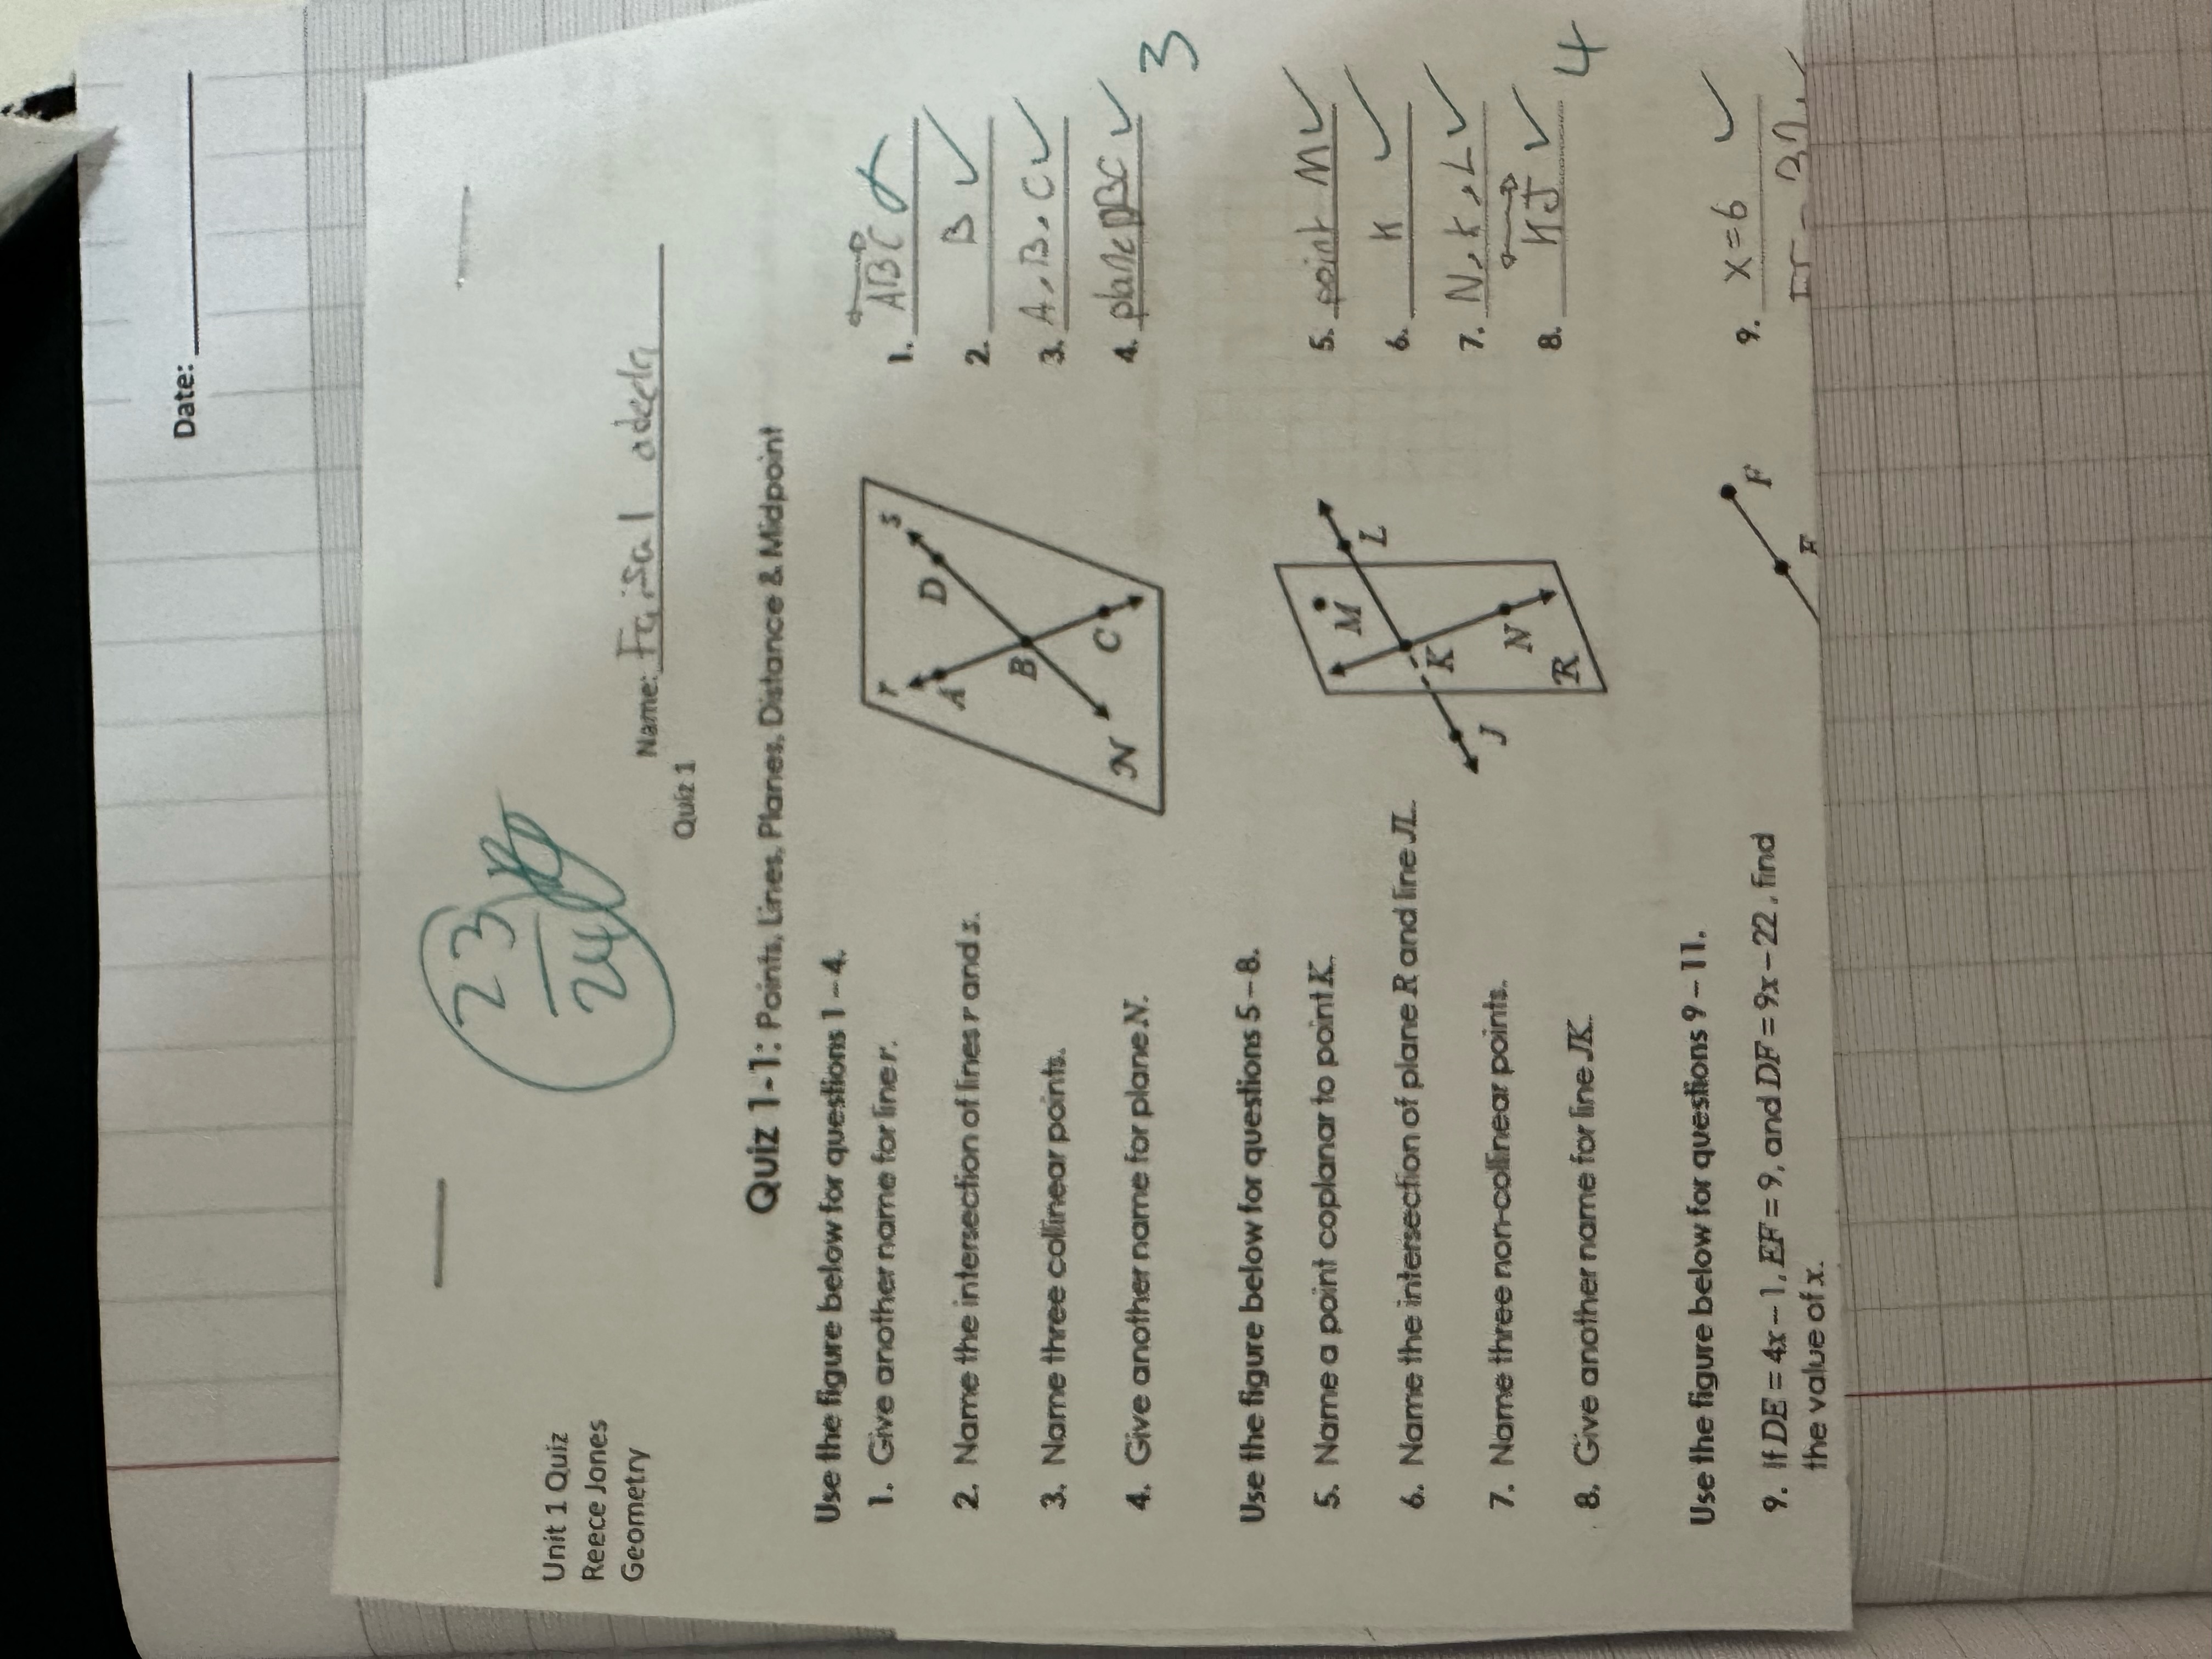 Date:
23
24
Unit 1 Quiz
Reece Jones
Geometry
Name: Faisal
Quiz 1
Quiz 1-1: Points, Lines, Planes, Distance & Midpoint
Use the figure below for questions 1 – 4.
1. Give another name for line r.
2. Name the intersection of lines r and s.
3. Name three collinear points.
4. Give another name for plane N.
r
s
A
D
B
C
N
1. ABC
2. B
3. A, B, C
4. plane DBC
3
Use the figure below for questions 5 – 8.
5. Name a point coplanar to point K.
6. Name the intersection of plane R and line JL.
7. Name three non-collinear points.
8. Give another name for line JK.
M
L
K
J
N
R
5. point M
6. K
7. N, K, L
8. KJ
4
Use the figure below for questions 9 – 11.
9. If DE = 4x – 1, EF = 9, and DF = 9x – 22, find
the value of x.
F
E
9. x=6